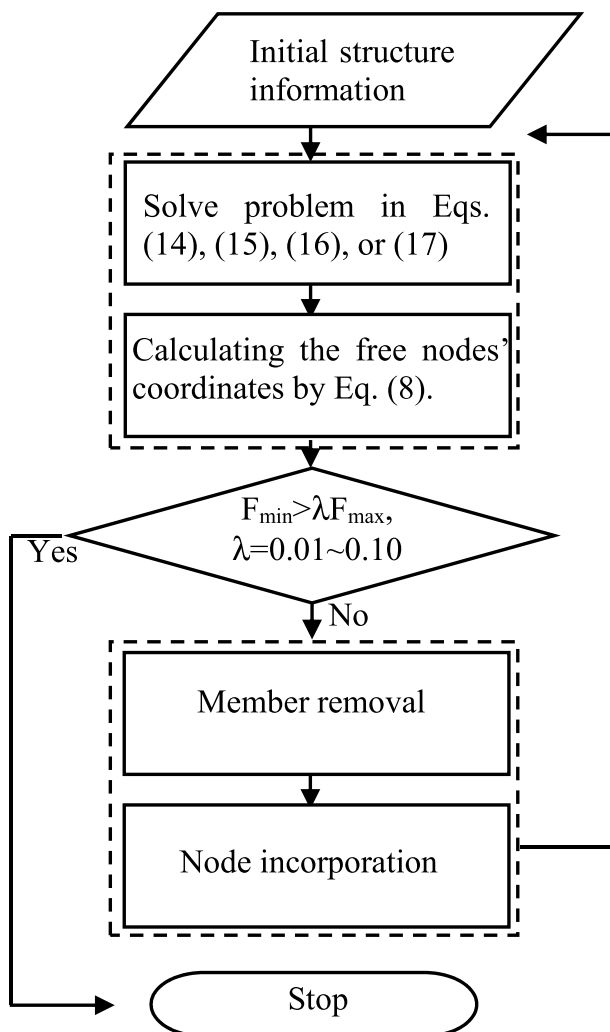 Initial structure
information
Solve problem in Eqs.
(14), (15), (16), or (17)
Calculating the free nodes'
coordinates by Eq. (8).
Fmin>λFmax,
λ=0.01~0.10
Yes
No
Member removal
Node incorporation
Stop